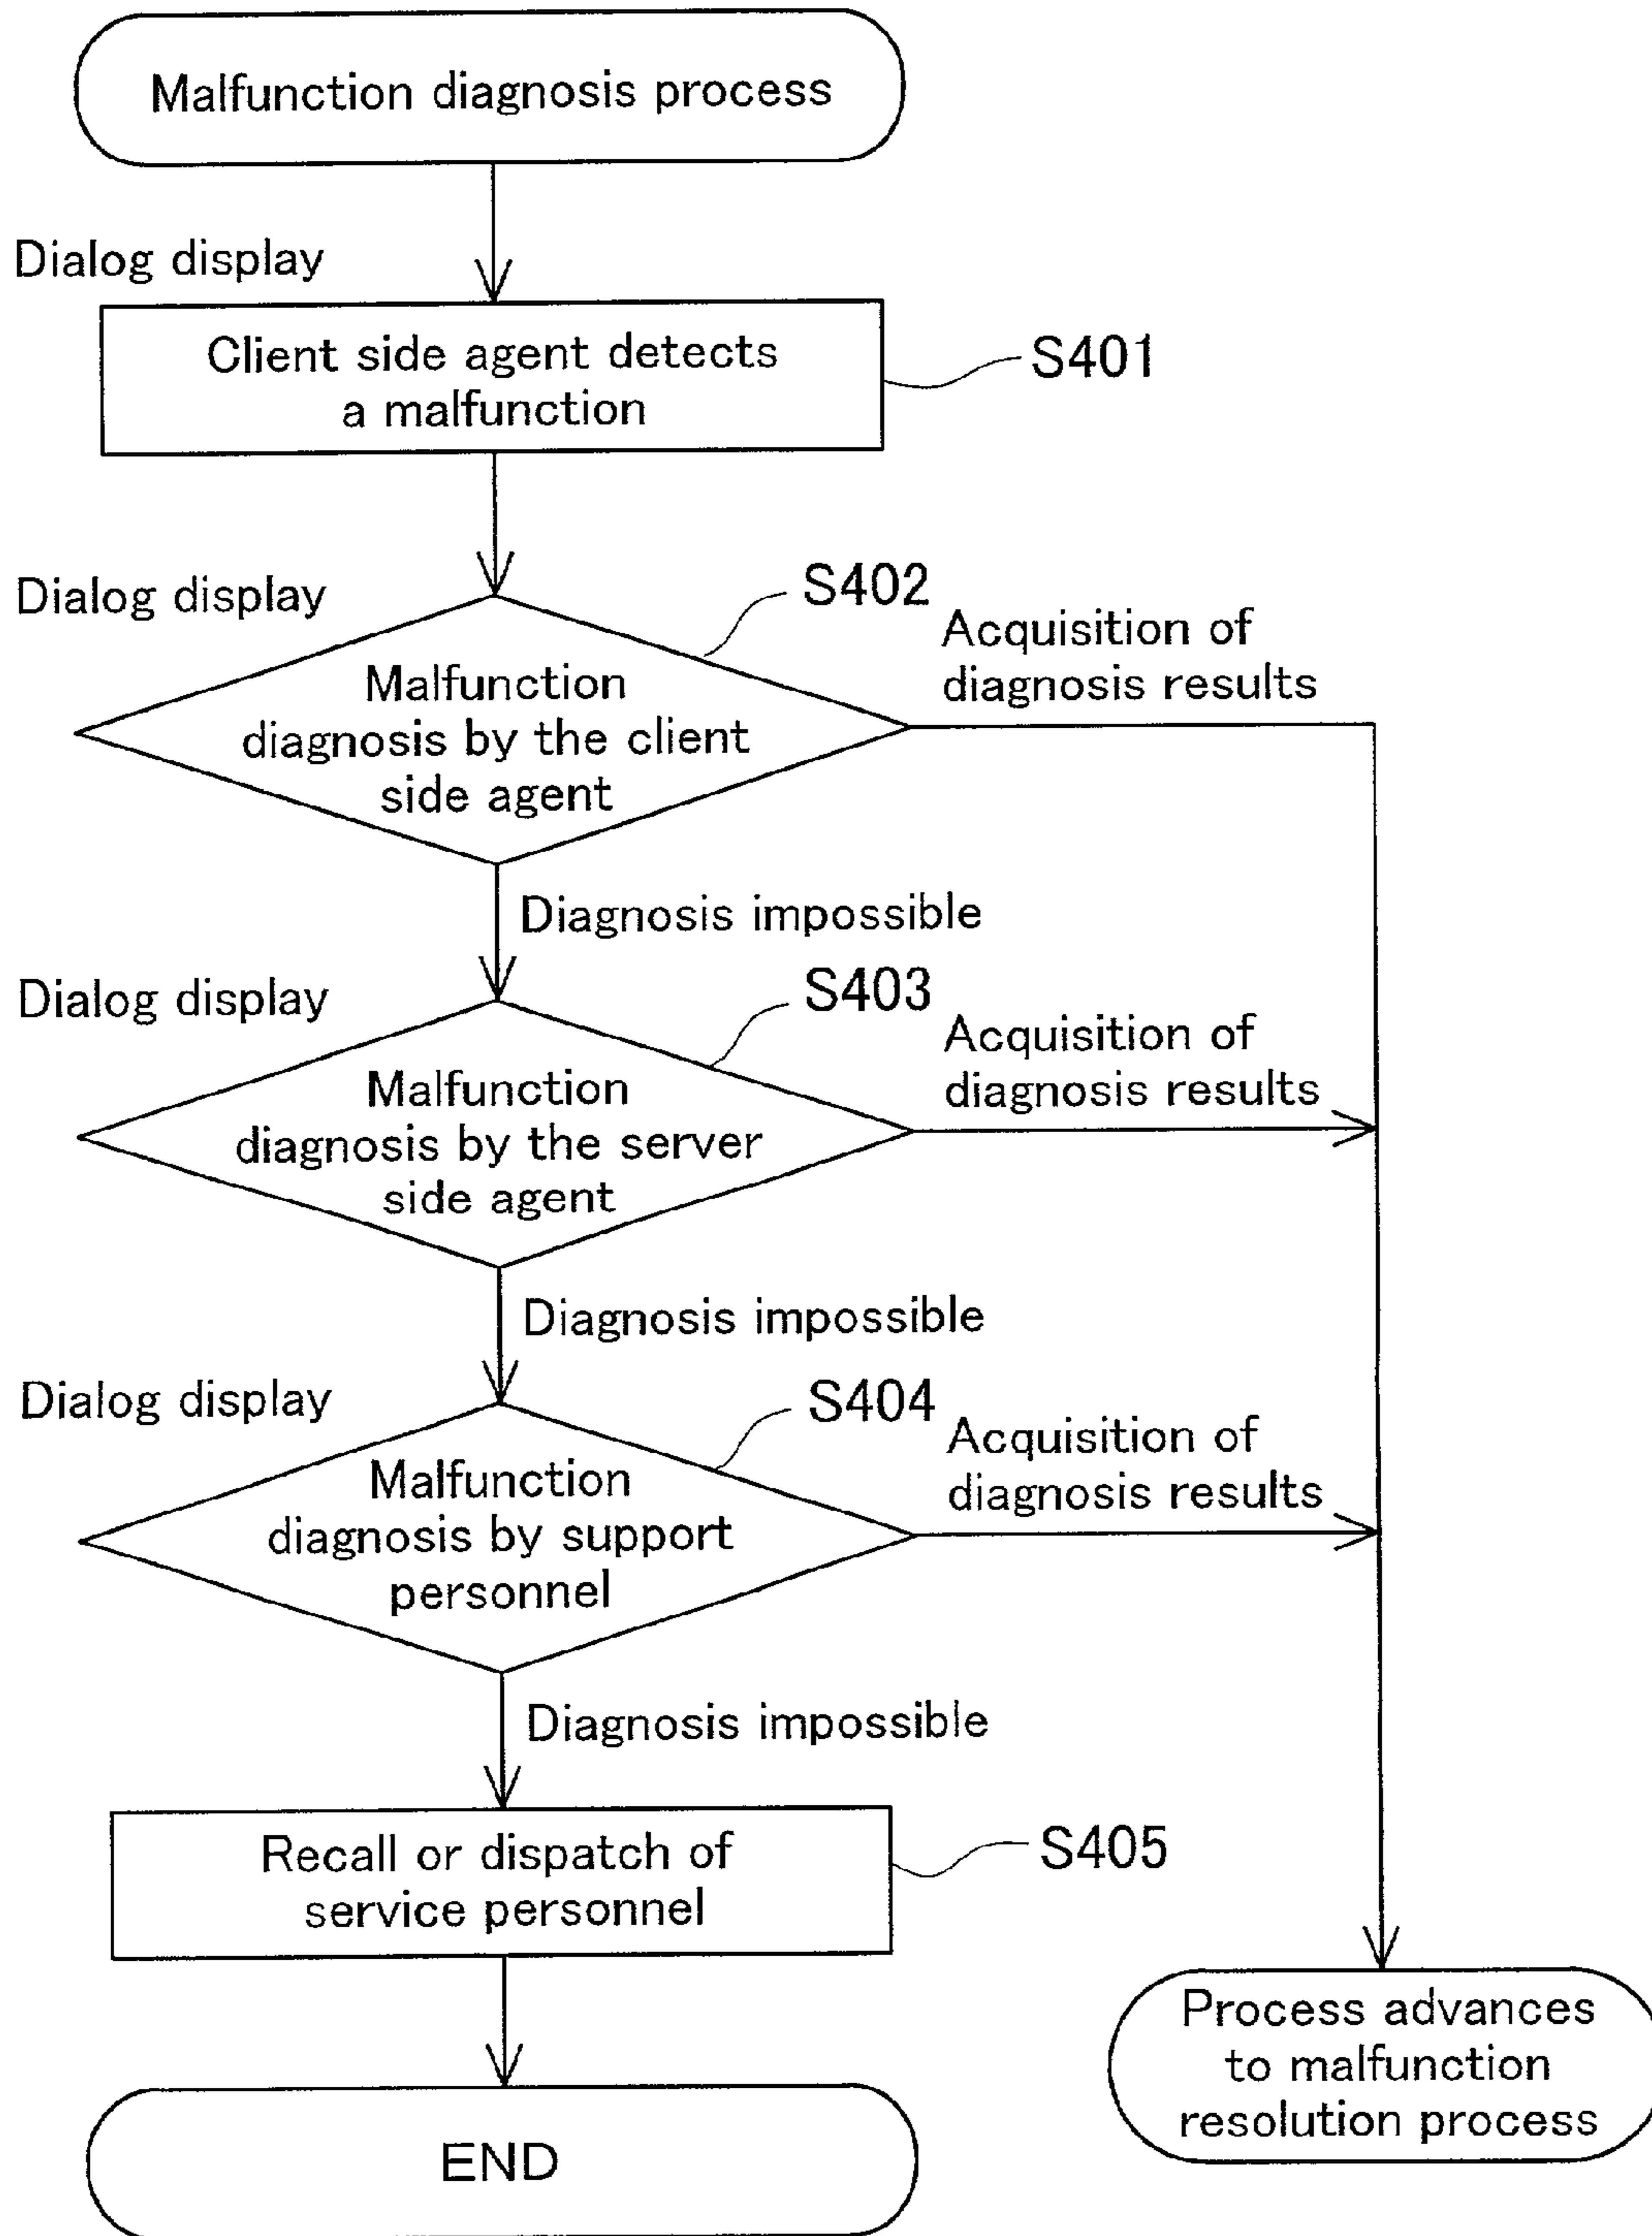 Malfunction diagnosis process
Dialog display
Client side agent detects
a malfunction
S401
Dialog display
S402
Malfunction
diagnosis by the client
side agent
Acquisition of
diagnosis results
Diagnosis impossible
Dialog display
S403
Malfunction
diagnosis by the server
side agent
Acquisition of
diagnosis results
Diagnosis impossible
Dialog display
S404
Malfunction
diagnosis by support
personnel
Acquisition of
diagnosis results
Diagnosis impossible
Recall or dispatch of
service personnel
S405
Process advances
to malfunction
resolution process
END